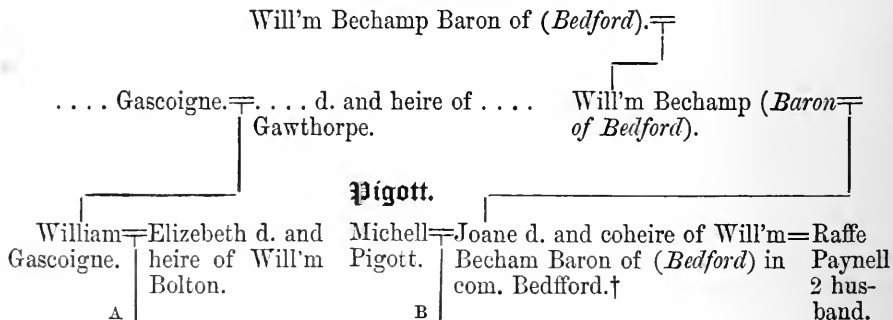 Will'm Bechamp Baron of (Bedford).
.... Gascoigne. .... d. and heire of ....
Gawthorpe.
Will'm Bechamp (Baron
of Bedford).
Pigott.
William
Gascoigne.
Elizebeth d. and
heire of Will'm
Bolton.
A
Michell
Pigott.
Joane d. and coheire of Will'm
Becham Baron of (Bedford) in
com. Bedfford.†
B
Raffe
Paynell
2 hus-
band.